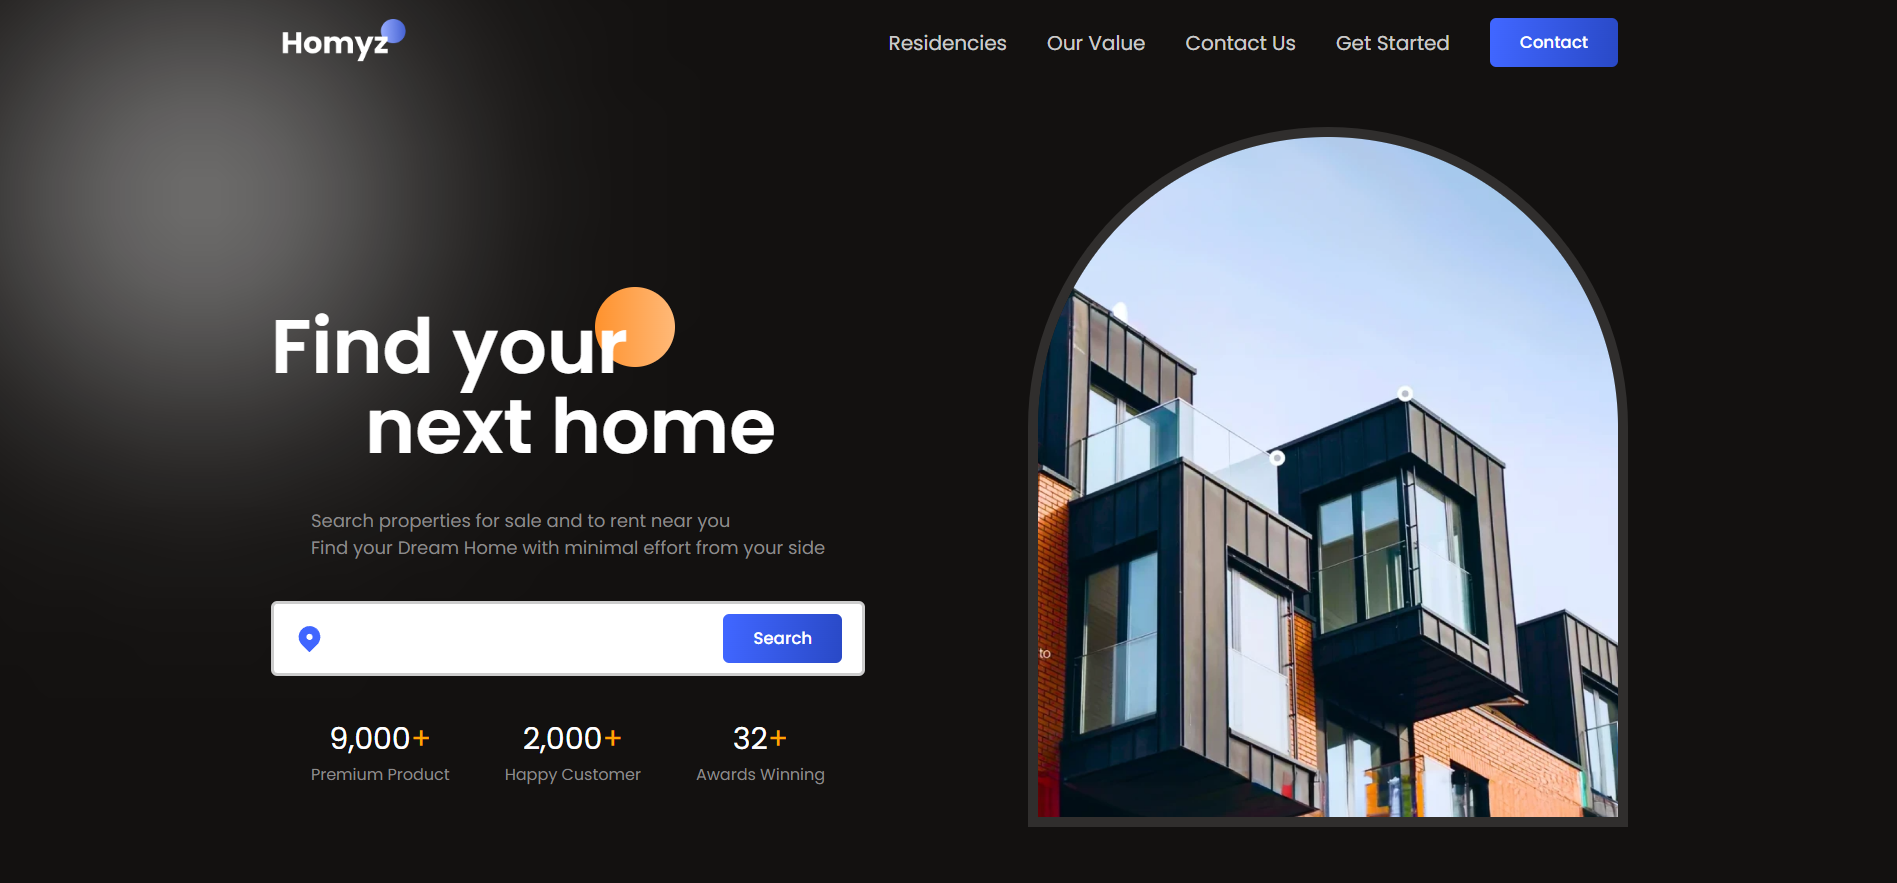 Homyz
Residencies
Our Value
Contact Us
Get Started
Contact
Find your
next home
Search properties for sale and to rent near you
Find your Dream Home with minimal effort from your side
Search
9,000+
2,000+
32+
Premium Product
Happy Customer
Awards Winning
to